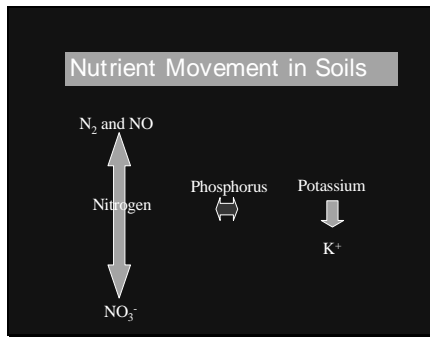 Nutrient Movement in Soils
N₂ and NO
Phosphorus Potassium
Nitrogen
K⁺
NO₃⁻